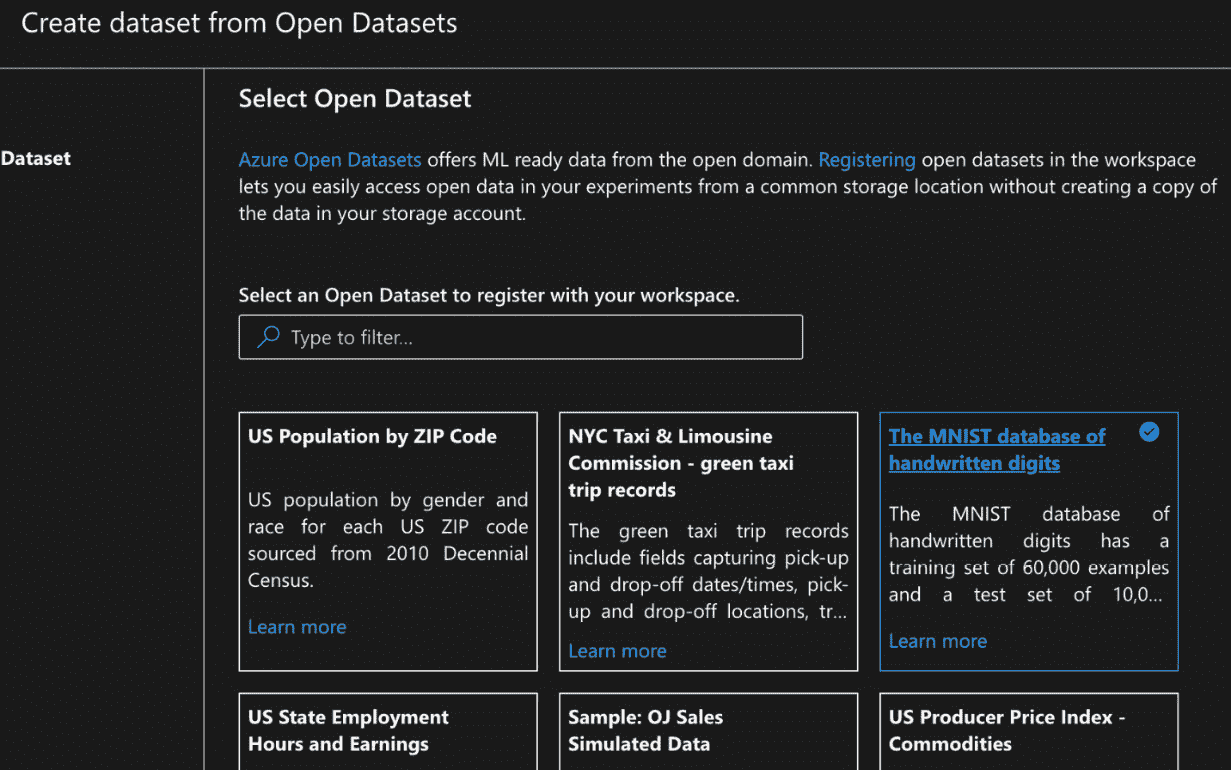 Create dataset from Open Datasets
Dataset
Select Open Dataset
Azure Open Datasets offers ML ready data from the open domain. Registering open datasets in the workspace
lets you easily access open data in your experiments from a common storage location without creating a copy of
the data in your storage account.
Select an Open Dataset to register with your workspace.
Type to filter...
US Population by ZIP Code
US population by gender and
race for each US ZIP code
sourced from 2010 Decennial
Census.
Learn more
NYC Taxi & Limousine
Commission - green taxi
trip records
The green taxi trip records
include fields capturing pick-up
and drop-off dates/times, pick-
up and drop-off locations, tr...
Learn more
The MNIST database of
handwritten digits
The MNIST database of
handwritten digits has a
training set of 60,000 examples
and a test set of 10,0...
Learn more
US State Employment
Hours and Earnings
Sample: OJ Sales
Simulated Data
US Producer Price Index -
Commodities